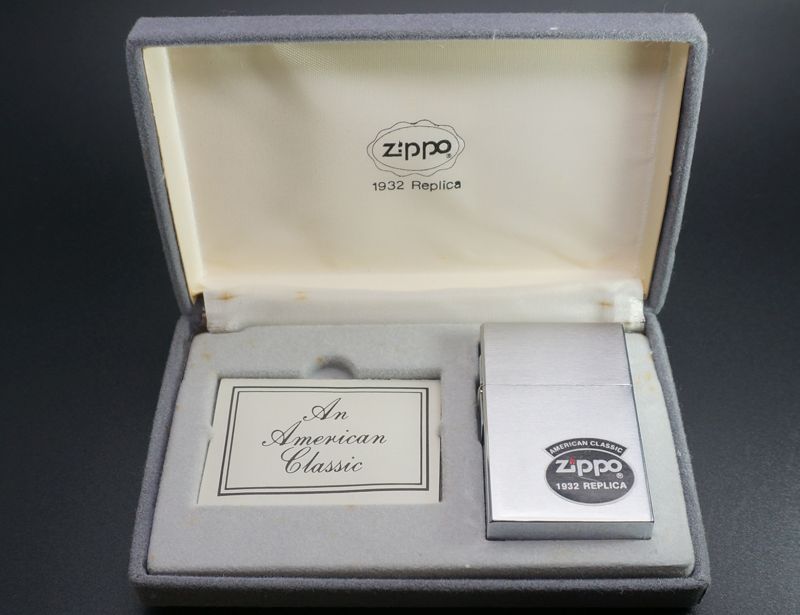 Zippo®
1932 Replica
An
American
Classic
AMERICAN CLASSIC
Zippo®
1932 REPLICA